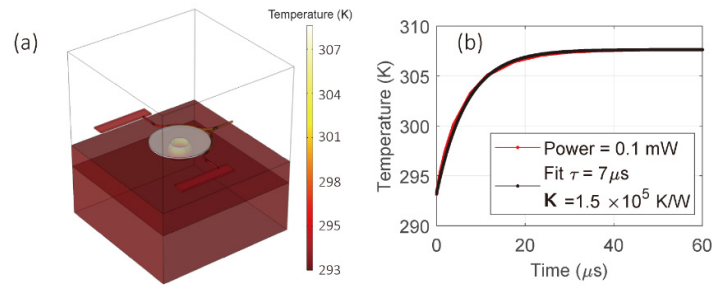 (a)
Temperature (K)
307
304
301
298
295
293
(b)
Temperature (K)
310
305
300
295
290
0
20
40
60
Time (μs)
Power = 0.1 mW
Fit τ = 7μs
K =1.5 ×10⁵ K/W